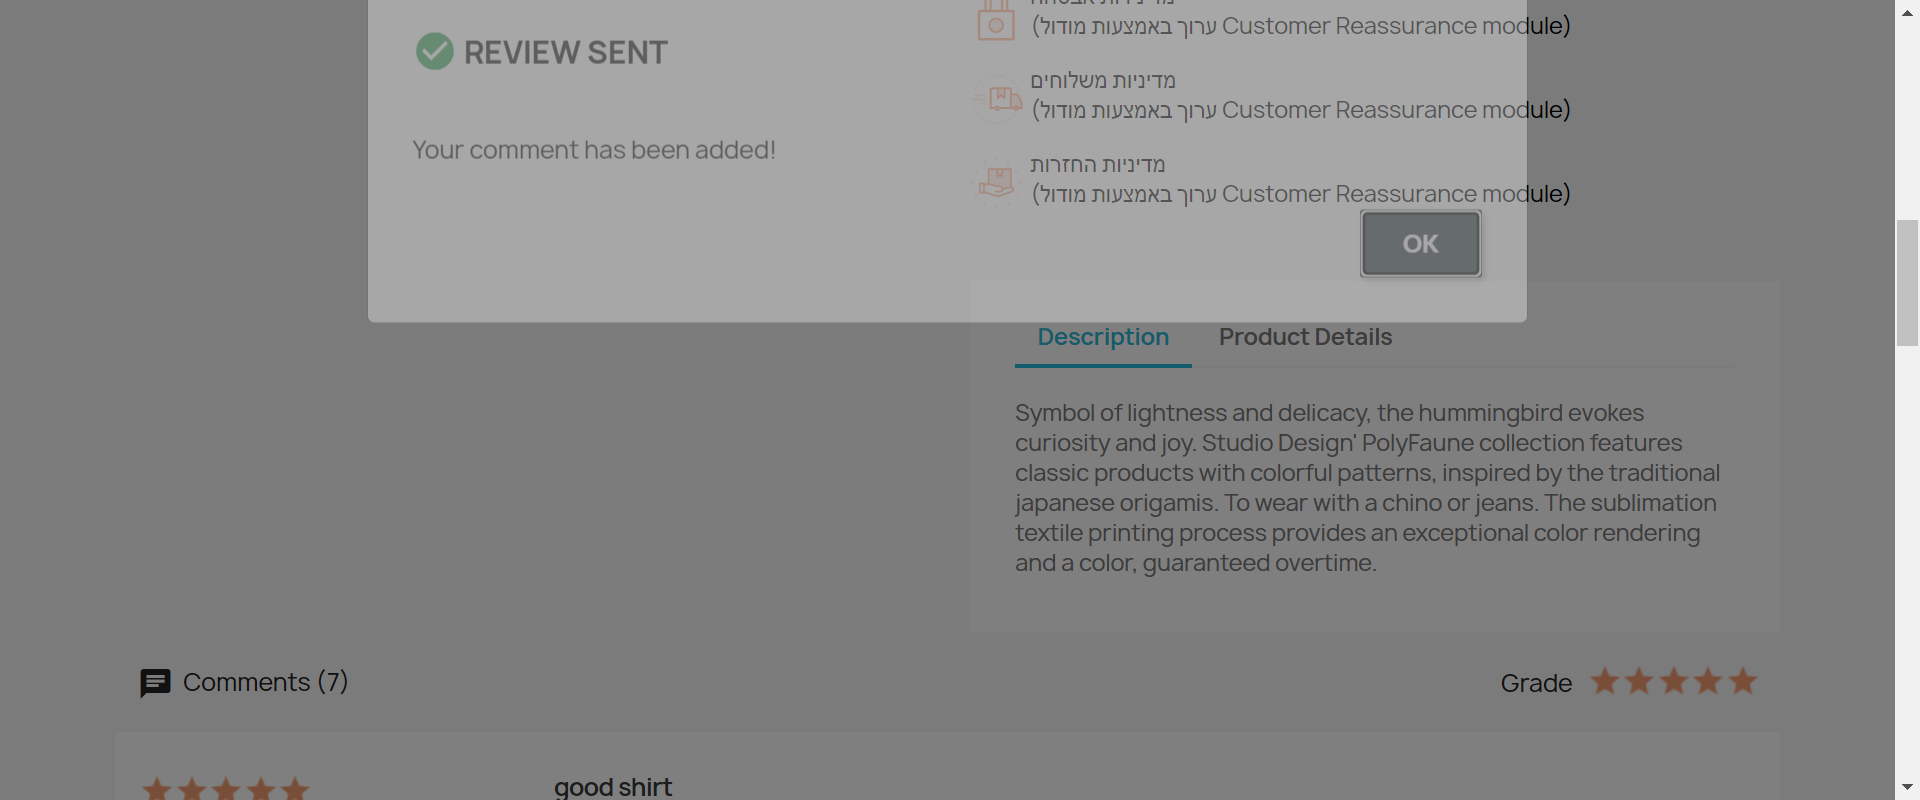 REVIEW SENT
Your comment has been added!
(ערוך באמצעות מודול Customer Reassurance module)
מדיניות משלוחים
(ערוך באמצעות מודול Customer Reassurance module)
מדיניות החזרות
(ערוך באמצעות מודול Customer Reassurance module)
OK
Description Product Details
Symbol of lightness and delicacy, the hummingbird evokes
curiosity and joy. Studio Design' PolyFaune collection features
classic products with colorful patterns, inspired by the traditional
japanese origamis. To wear with a chino or jeans. The sublimation
textile printing process provides an exceptional color rendering
and a color, guaranteed overtime.
Comments (7)
Grade
good shirt